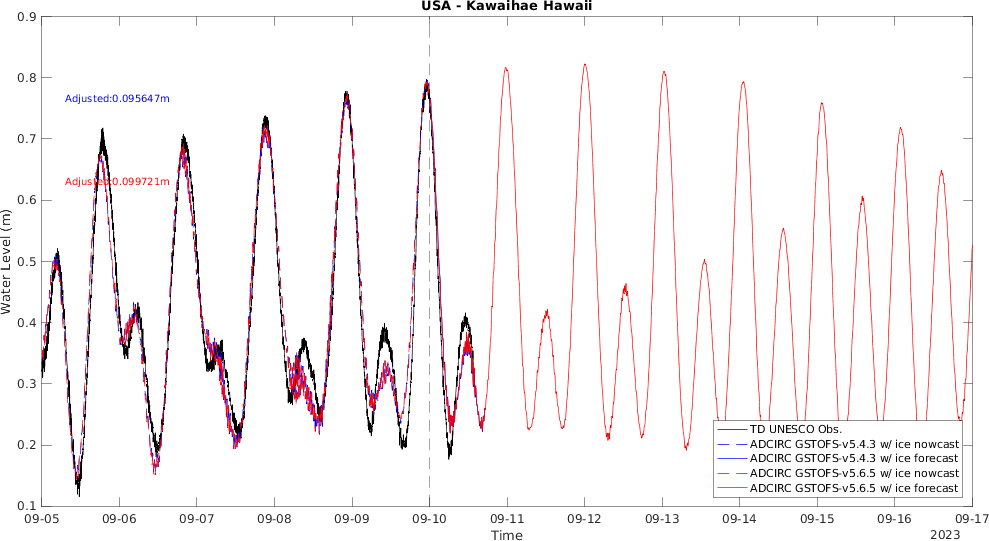 USA - Kawaihae Hawaii
0.9
0.8
0.7
0.6
0.5
0.4
0.3
0.2
0.1
Water Level (m)
Adjusted:0.095647m
Adjusted:0.099721m
TD UNESCO Obs.
ADCIRC GSTOFS-v5.4.3 w/ ice nowcast
ADCIRC GSTOFS-v5.4.3 w/ ice forecast
ADCIRC GSTOFS-v5.6.5 w/ ice nowcast
ADCIRC GSTOFS-v5.6.5 w/ ice forecast
09-05 09-06 09-07 09-08 09-09 09-10 09-11 09-12 09-13 09-14 09-15 09-16 09-17
Time
2023